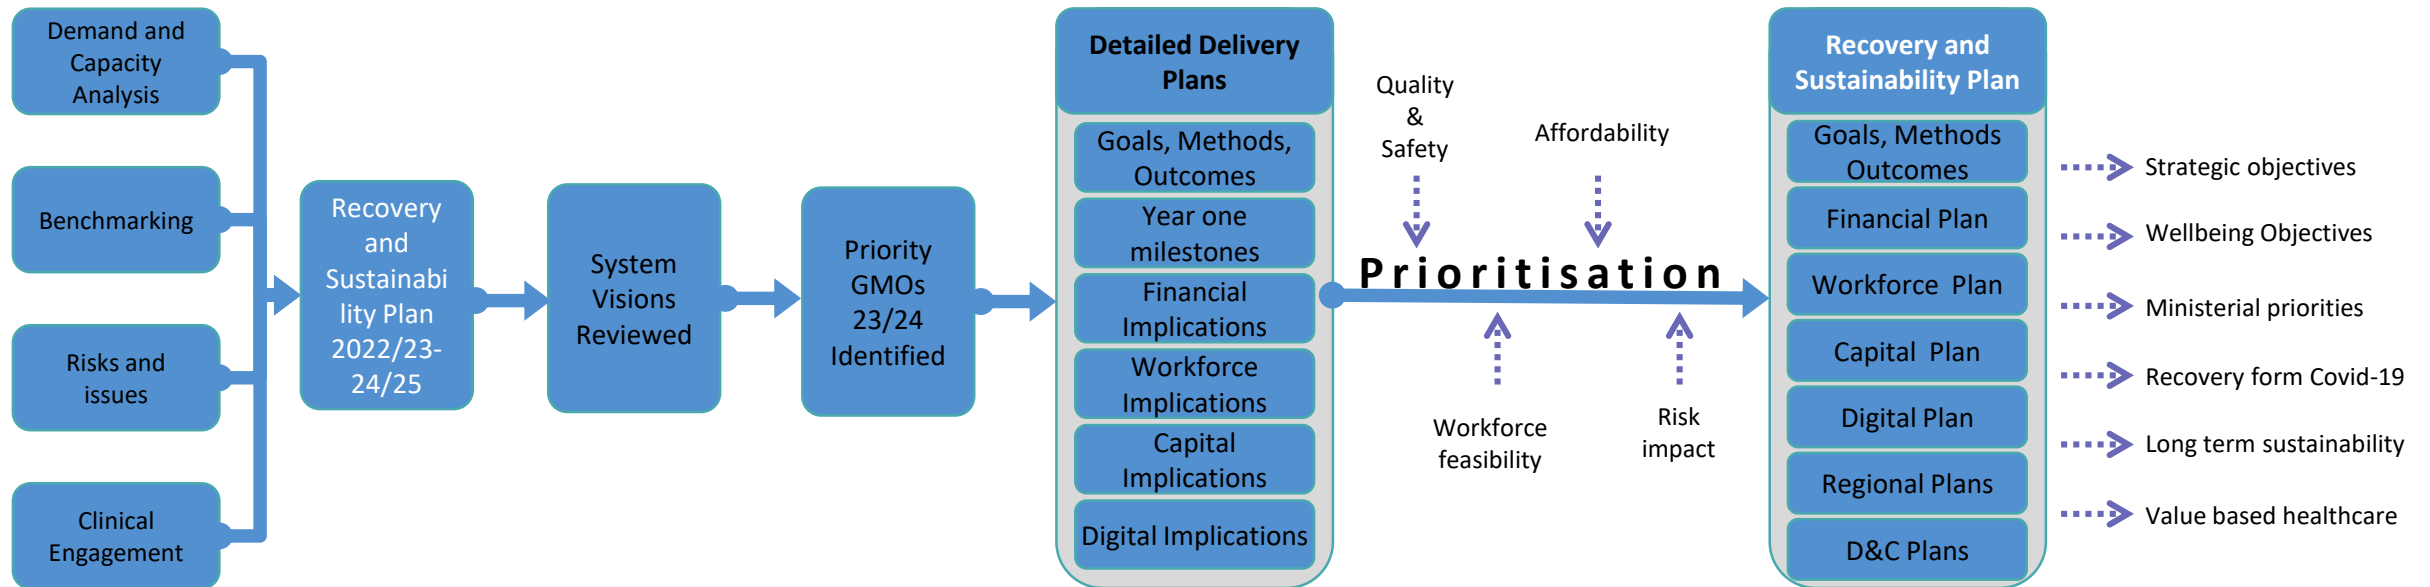 Demand and
Capacity
Analysis
Benchmarking
Risks and
issues
Clinical
Engagement
Recovery
and
Sustainabi
lity Plan
2022/23-
24/25
System
Visions
Reviewed
Priority
GMOs
23/24
Identified
Detailed Delivery
Plans
Goals, Methods,
Outcomes
Year one
milestones
Financial
Implications
Workforce
Implications
Capital
Implications
Digital Implications
Quality
&
Safety
Affordability
Prioritisation
Workforce
feasibility
Risk
impact
Recovery and
Sustainability Plan
Goals, Methods
Outcomes
Financial Plan
Workforce Plan
Capital Plan
Digital Plan
Regional Plans
D&C Plans
Strategic objectives
Wellbeing Objectives
Ministerial priorities
Recovery form Covid-19
Long term sustainability
Value based healthcare